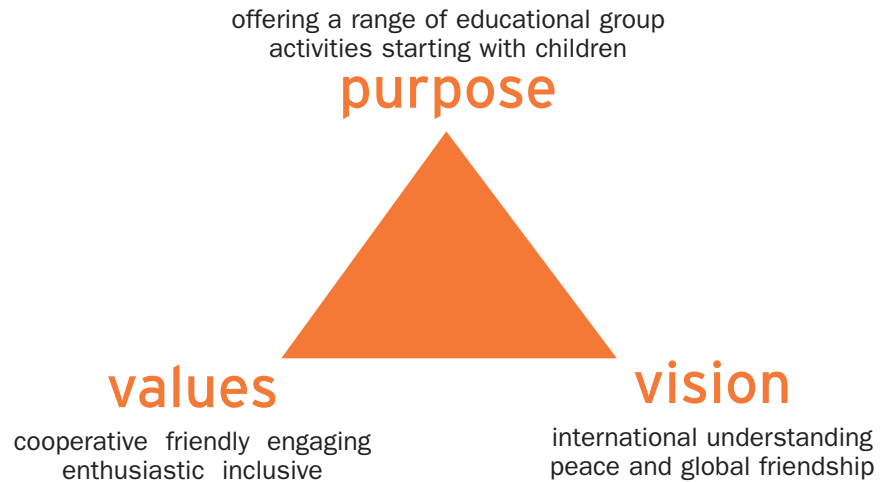 offering a range of educational group
activities starting with children
purpose
values
cooperative friendly engaging
enthusiastic inclusive
vision
international understanding
peace and global friendship